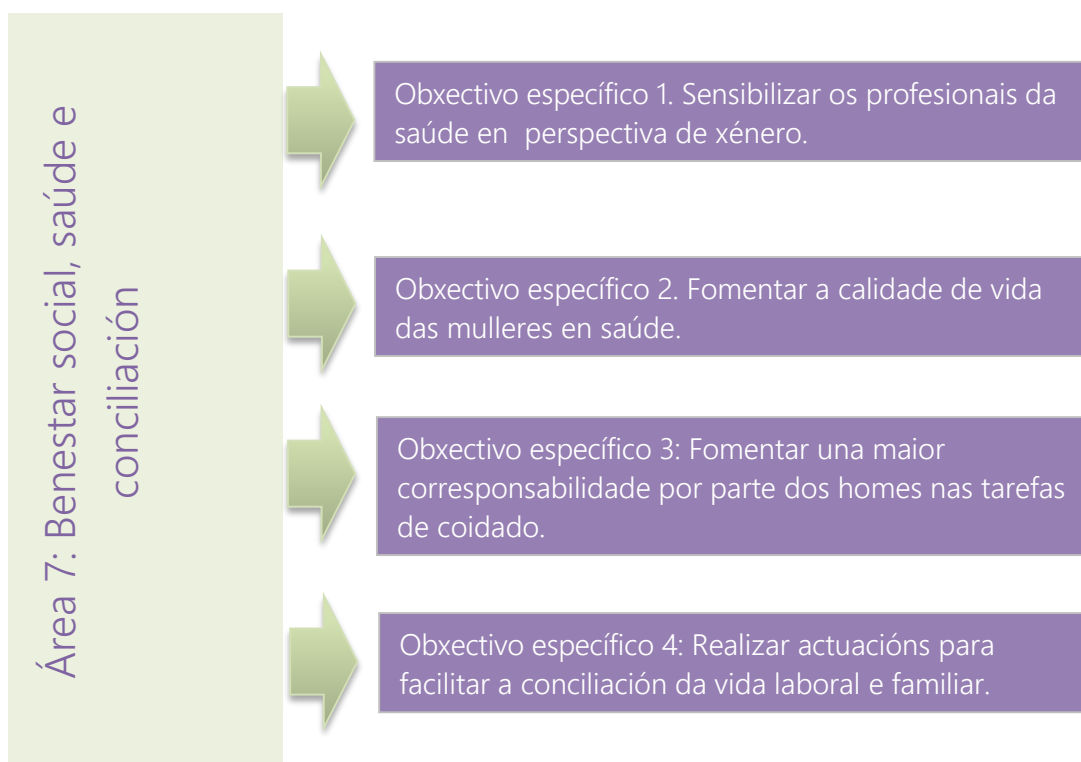 Área 7: Benestar social, saúde e
conciliación
Obxectivo específico 1. Sensibilizar os profesionais da
saúde en  perspectiva de xénero.
Obxectivo específico 2. Fomentar a calidade de vida
das mulleres en saúde.
Obxectivo específico 3: Fomentar una maior
corresponsabilidade por parte dos homes nas tarefas
de coidado.
Obxectivo específico 4: Realizar actuacións para
facilitar a conciliación da vida laboral e familiar.